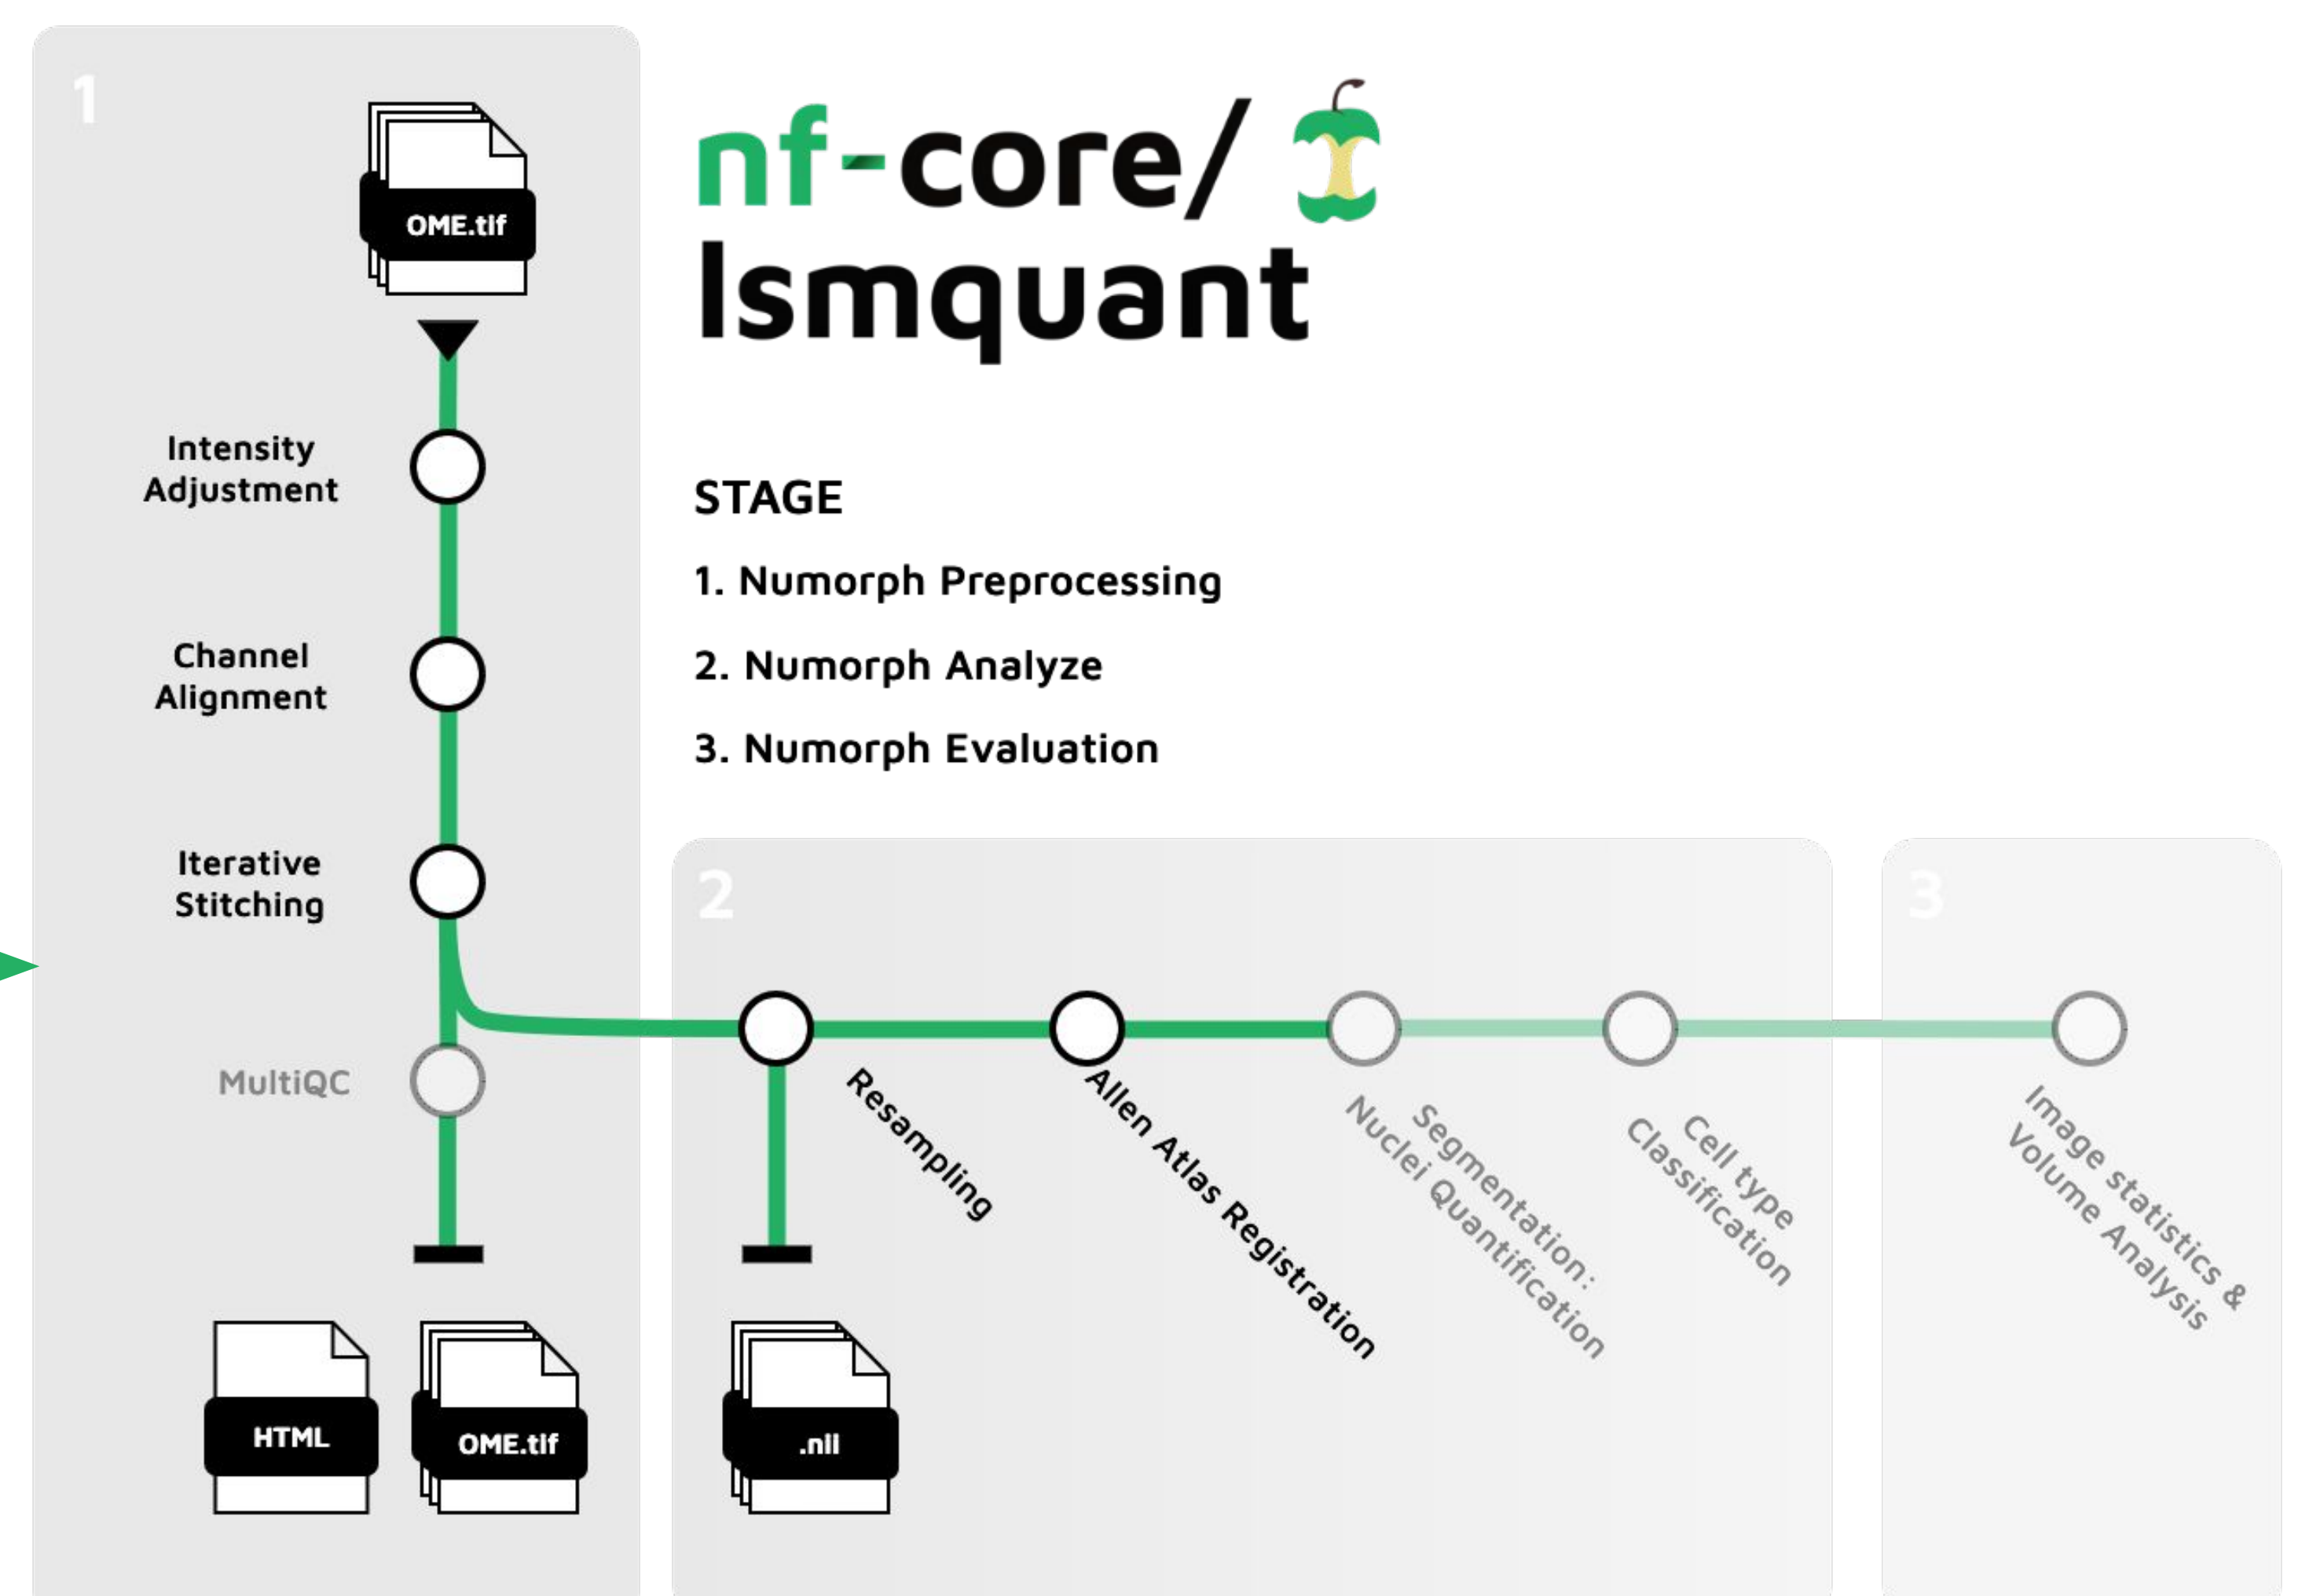 1
OME.tif
nf-core/
lsmquant
Intensity
Adjustment
STAGE
1. Numorph Preprocessing
2. Numorph Analyze
3. Numorph Evaluation
Channel
Alignment
Iterative
Stitching
MultiQC
HTML
OME.tif
2
Resampling
Allen Atlas Registration
Segmentation:
Nuclei Quantification
Cell type
Classification
.nii
3
Image statistics &
Volume Analysis